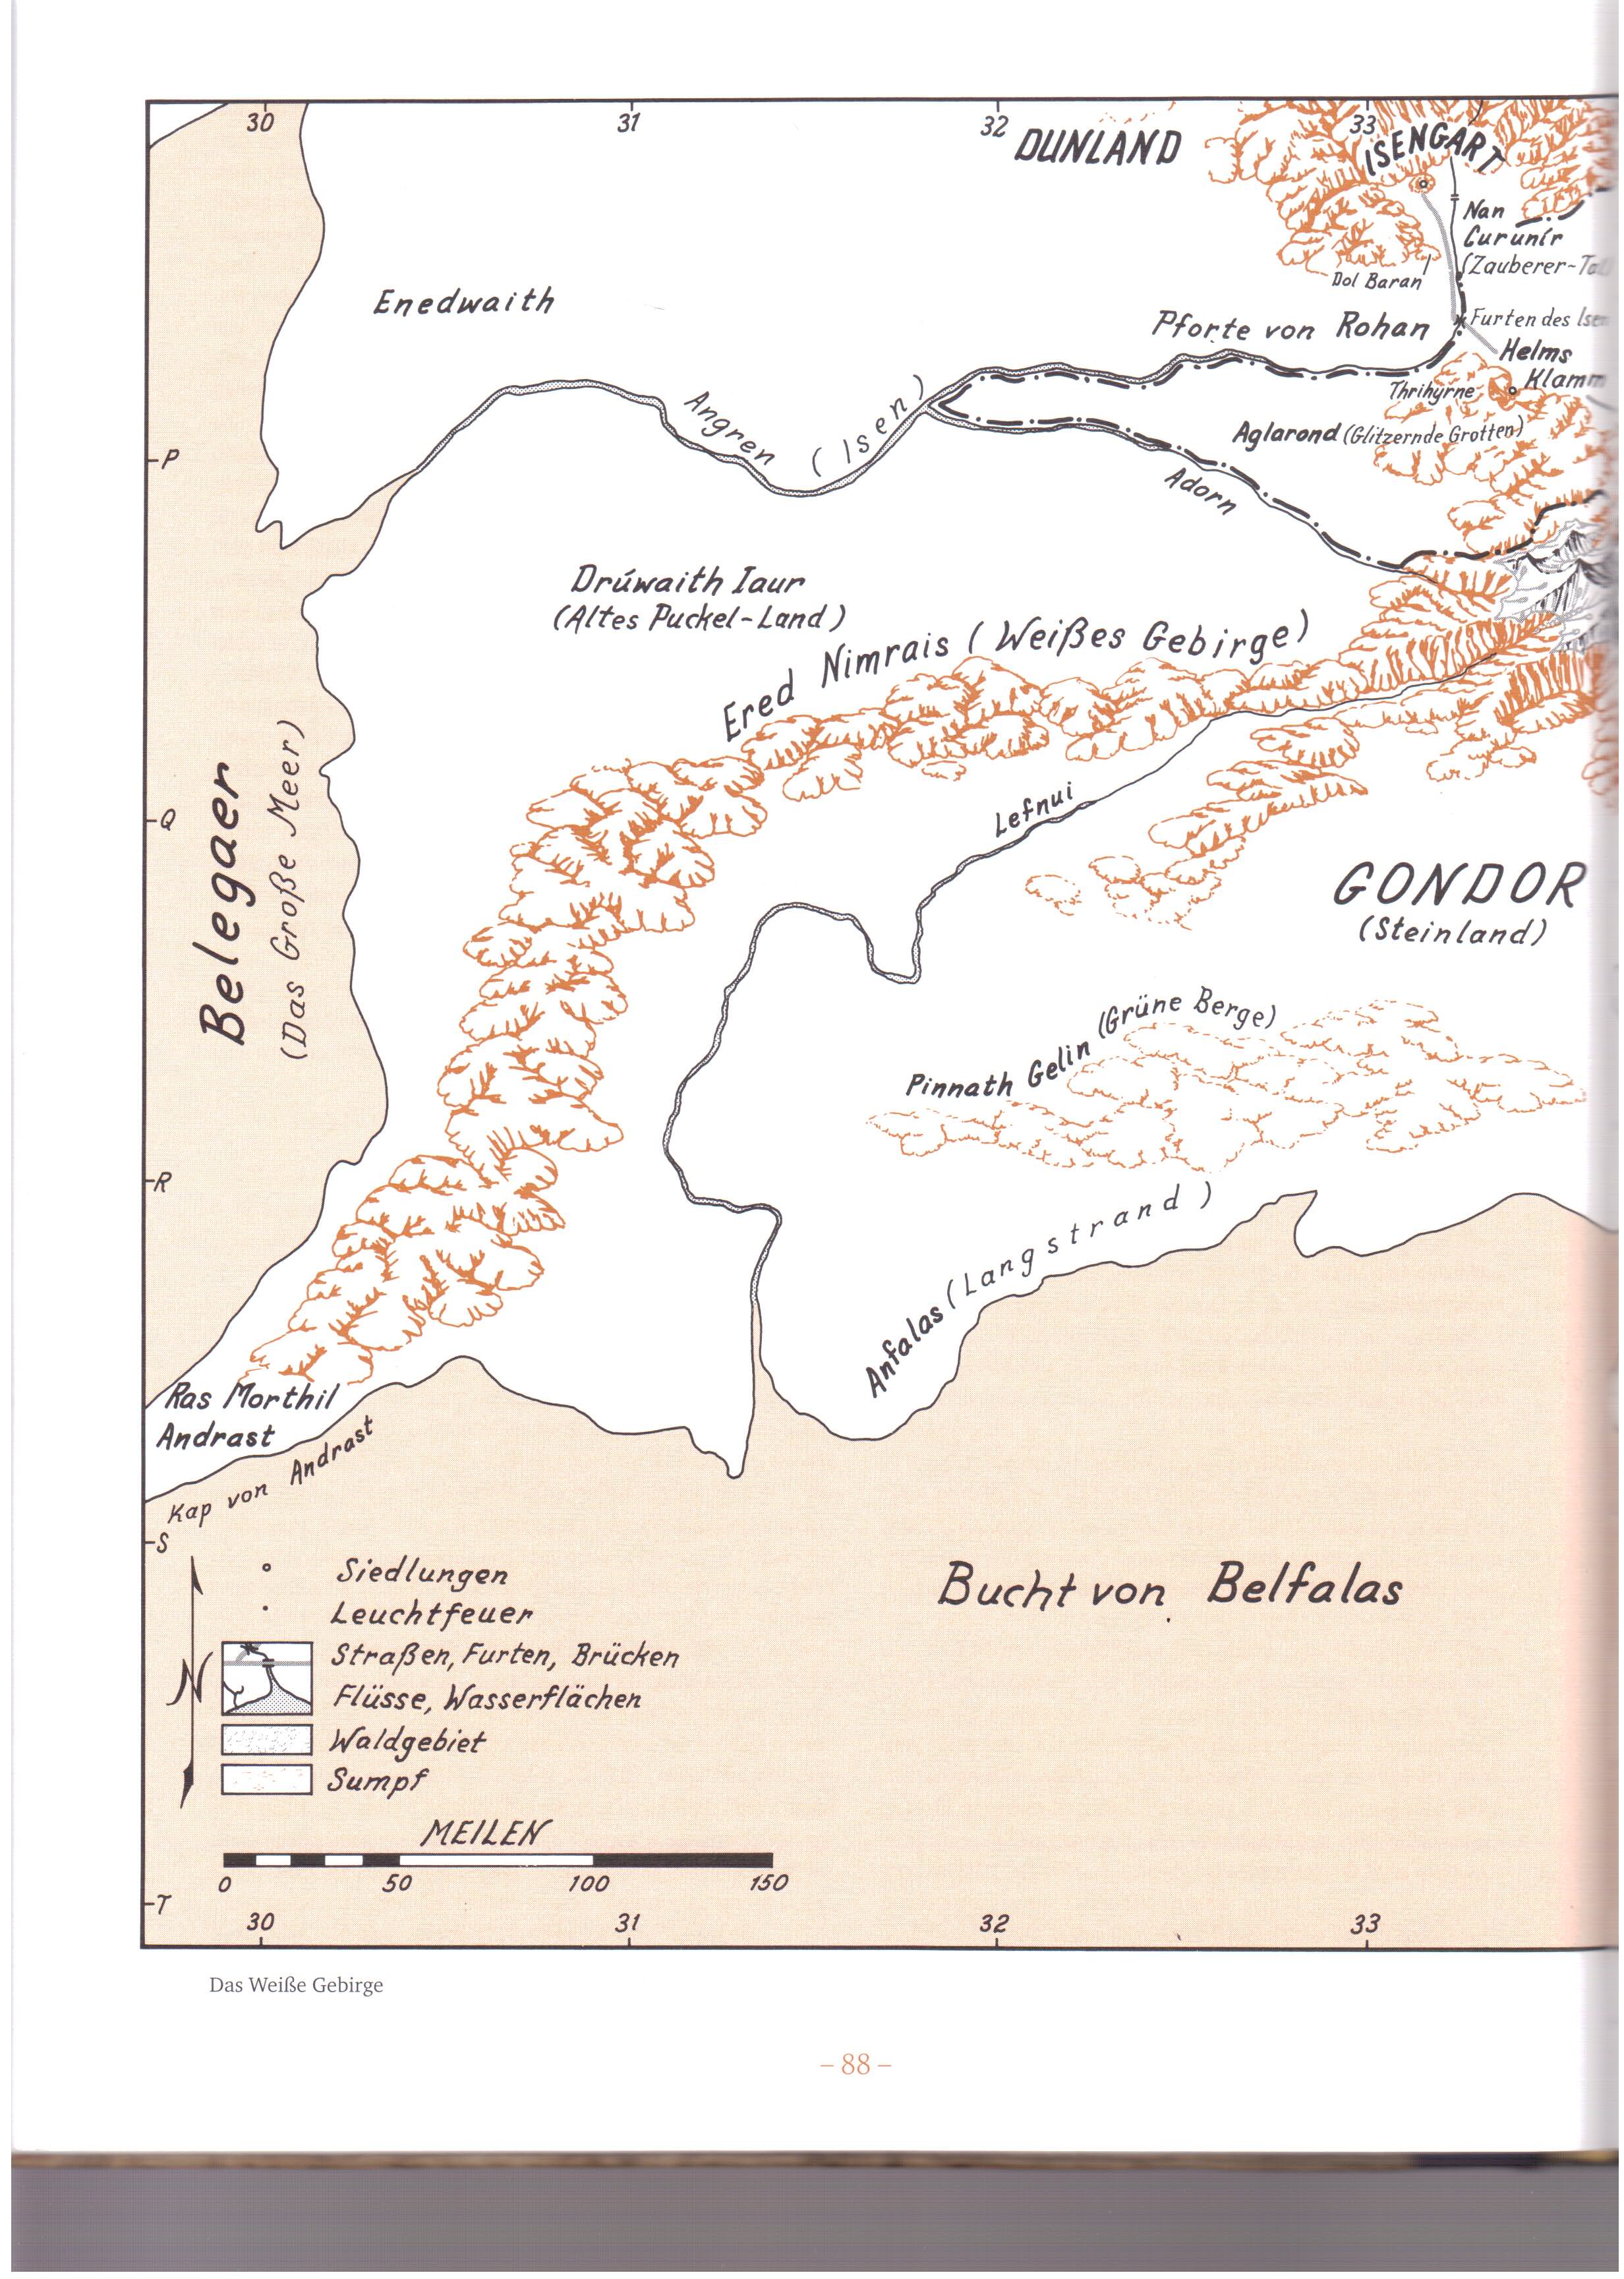 30
31
32
33
DUNLAND
ISENGART
Nan
Curunír
(Zauberer-
Dol Baran
Enedwaith
Pforte von Rohan
Furten des
Helms
Klamm
Thrihyrne
Angren (Isen)
Aglarond (Glitzernde Grotten)
P
Adorn
Drúwaith Iaur
(Altes Puckel-Land)
Ered Nimrais (Weißes Gebirge)
Belegaer
(Das Große Meer)
Q
Lefnui
GONDOR
(Steinland)
Pinnath Gelin (Grüne Berge)
R
Anfalas (Langstrand)
Ras Morthil
Andrast
Kap von Andrast
S
Bucht von Belfalas
N
Siedlungen
Leuchtfeuer
Straßen, Furten, Brücken
Flüsse, Wasserflächen
Waldgebiet
Sumpf
MEILEN
0 50 100 150
T
30
31
32
33
Das Weiße Gebirge
– 88 –